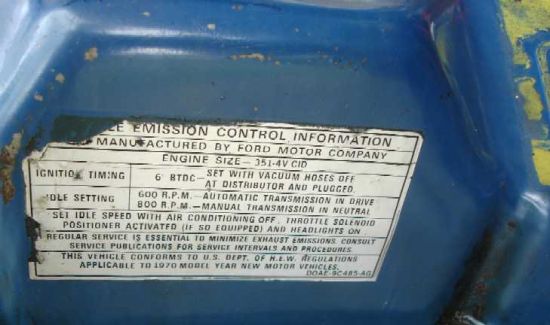 EMISSION CONTROL INFORMATION
MANUFACTURED BY FORD MOTOR COMPANY
ENGINE SIZE—351-4V CID
IGNITION TIMING 6° BTDC— SET WITH VACUUM HOSES OFF
AT DISTRIBUTOR AND PLUGGED.
IDLE SETTING 600 R.P.M.—AUTOMATIC TRANSMISSION IN DRIVE
800 R.P.M.—MANUAL TRANSMISSION IN NEUTRAL
SET IDLE SPEED WITH AIR CONDITIONING OFF, THROTTLE SOLENOID
POSITIONER ACTIVATED (IF SO EQUIPPED) AND HEADLIGHTS ON
REGULAR SERVICE IS ESSENTIAL TO MINIMIZE EXHAUST EMISSIONS. CONSULT
SERVICE PUBLICATIONS FOR SERVICE INTERVALS AND PROCEDURES
THIS VEHICLE CONFORMS TO U.S. DEPT. OF H.E.W. REGULATIONS
APPLICABLE TO 1970 MODEL YEAR NEW MOTOR VEHICLES.
DOAE-9C485-AG